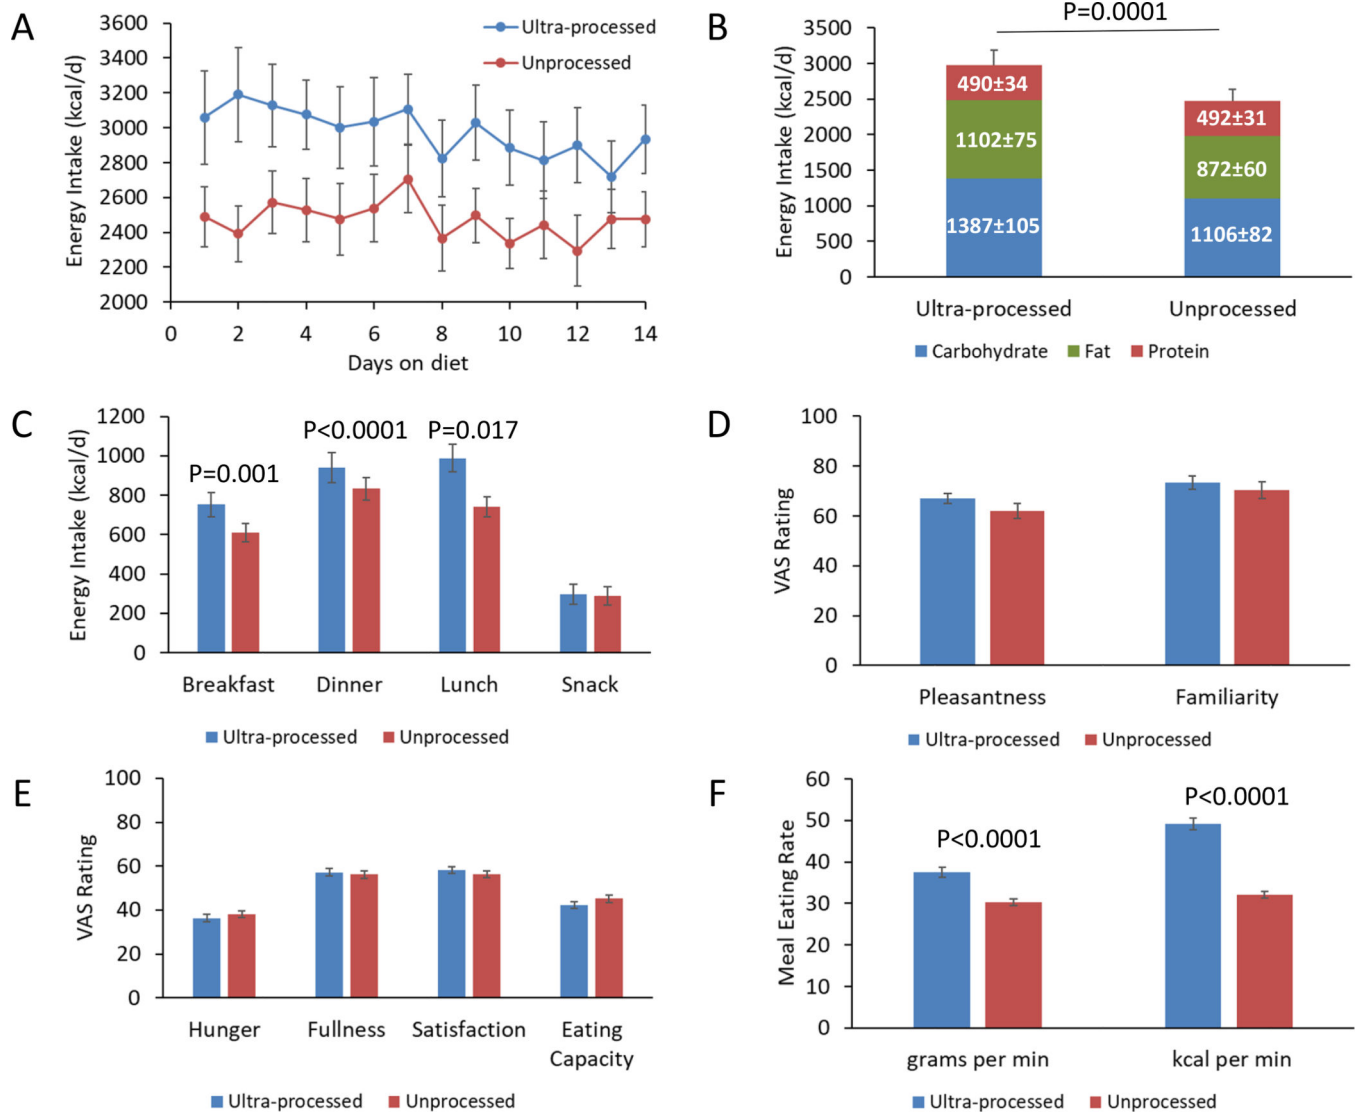 A
3600
3400
3200
3000
2800
2600
2400
2200
2000
Energy Intake (kcal/d)
Ultra-processed
Unprocessed
0 2 4 6 8 10 12 14
Days on diet
B
P=0.0001
3500
3000
2500
2000
1500
1000
500
0
Energy Intake (kcal/d)
490±34
1102±75
1387±105
492±31
872±60
1106±82
Ultra-processed Unprocessed
Carbohydrate Fat Protein
C
1200
1000
800
600
400
200
0
Energy Intake (kcal/d)
P=0.001
P<0.0001
P=0.017
Breakfast Dinner Lunch Snack
Ultra-processed Unprocessed
D
100
80
60
40
20
0
VAS Rating
Pleasantness Familiarity
Ultra-processed Unprocessed
E
100
80
60
40
20
0
VAS Rating
Hunger Fullness Satisfaction Eating
Capacity
Ultra-processed Unprocessed
F
60
50
40
30
20
10
0
Meal Eating Rate
P<0.0001
P<0.0001
grams per min kcal per min
Ultra-processed Unprocessed